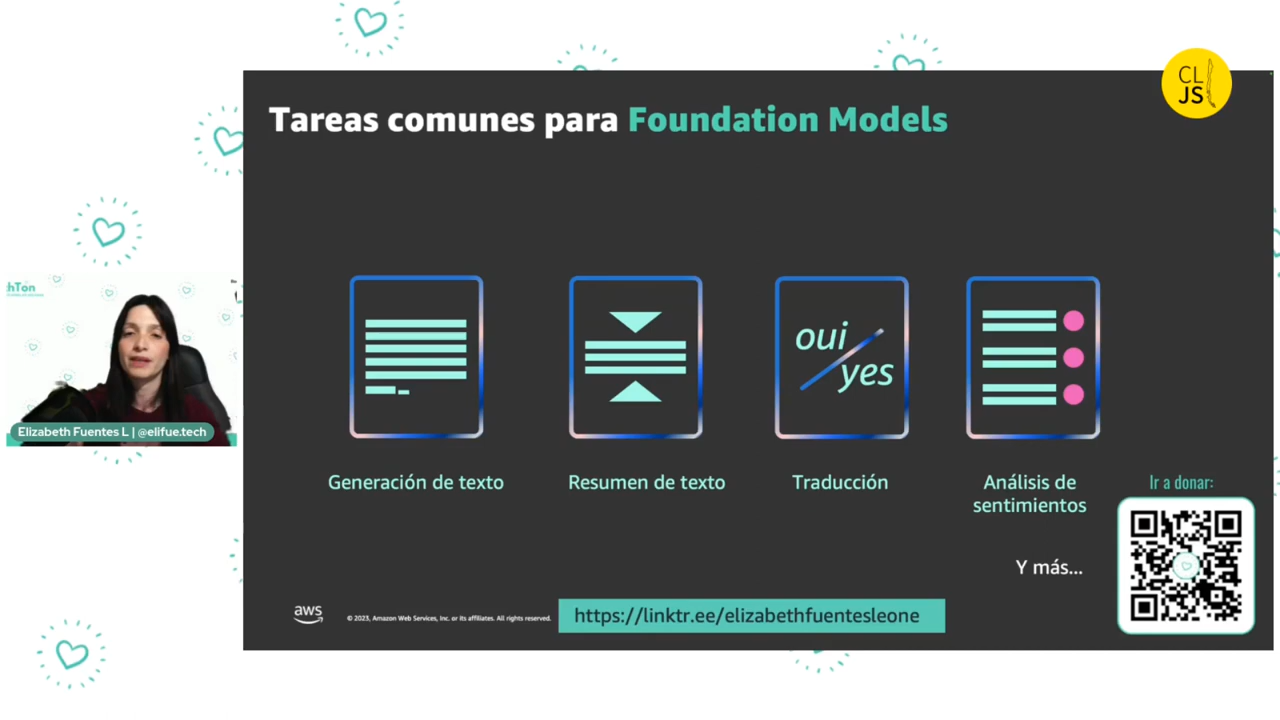 CL
JS
Tareas comunes para Foundation Models
oui
yes
Generación de texto
Resumen de texto
Traducción
Análisis de
sentimientos
Y más...
Ir a donar:
hTon
Elizabeth Fuentes L | @elifue.tech
aws
© 2023, Amazon Web Services, Inc. or its affiliates. All rights reserved.
https://linktr.ee/elizabethfuentesleone